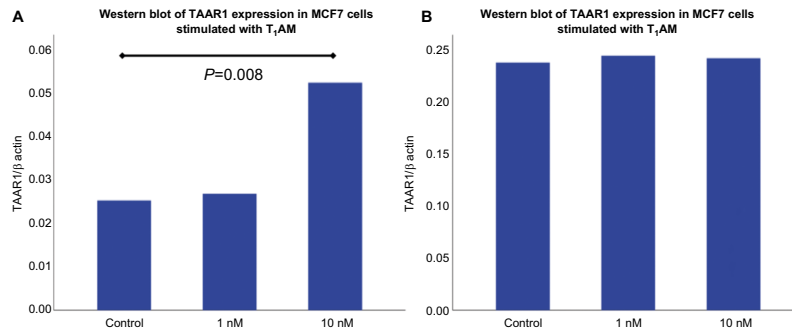 A
Western blot of TAAR1 expression in MCF7 cells
stimulated with T₁AM
0.06
0.05
0.04
0.03
0.02
0.01
0.00
TAAR1/β actin
P=0.008
Control
1 nM
10 nM
B
Western blot of TAAR1 expression in MCF7 cells
stimulated with T₁AM
0.25
0.20
0.15
0.10
0.05
0.00
TAAR1/β actin
Control
1 nM
10 nM